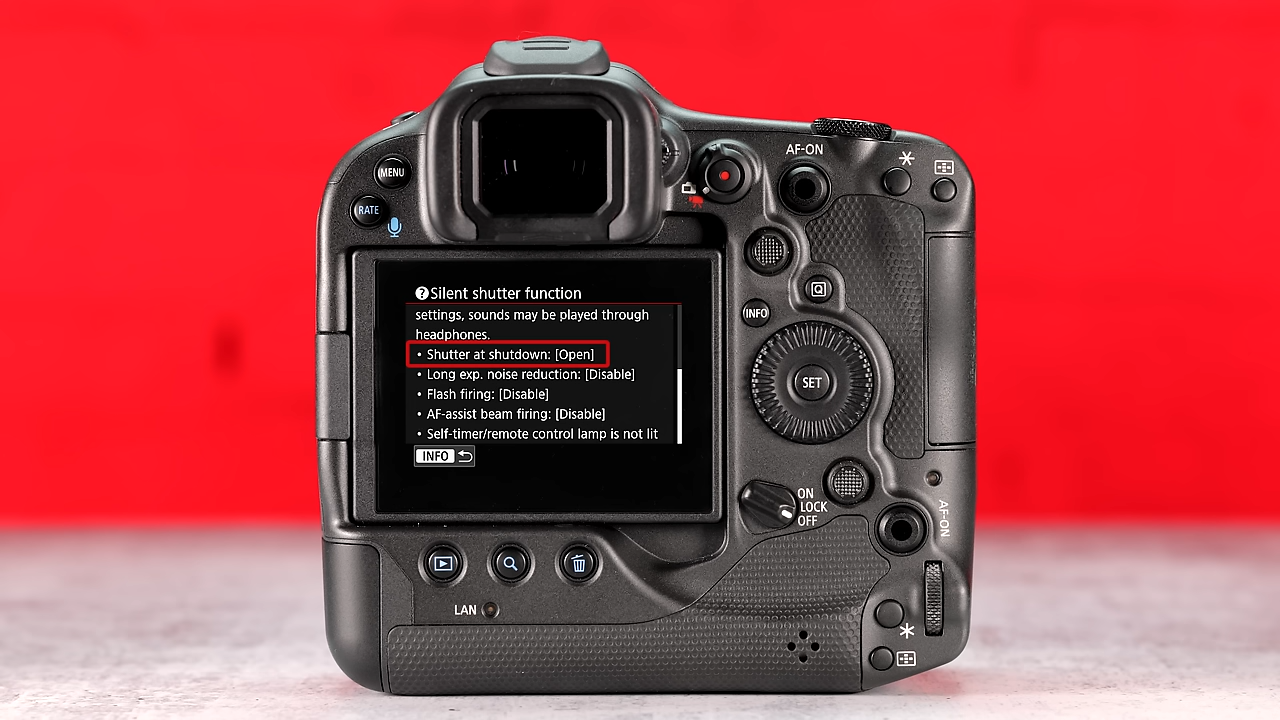 AF-ON
MENU
RATE
? Silent shutter function
settings, sounds may be played through
headphones.
• Shutter at shutdown: [Open]
• Long exp. noise reduction: [Disable]
• Flash firing: [Disable]
• AF-assist beam firing: [Disable]
• Self-timer/remote control lamp is not lit
INFO
Q
INFO
SET
ON
LOCK
OFF
AF-ON
LAN